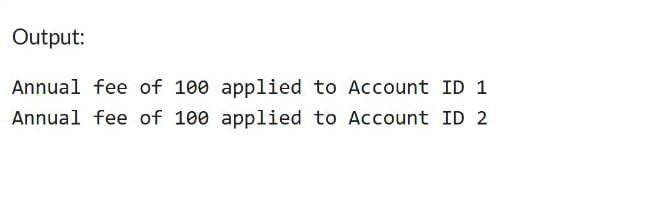 Output:
Annual fee of 100 applied to Account ID 1
Annual fee of 100 applied to Account ID 2